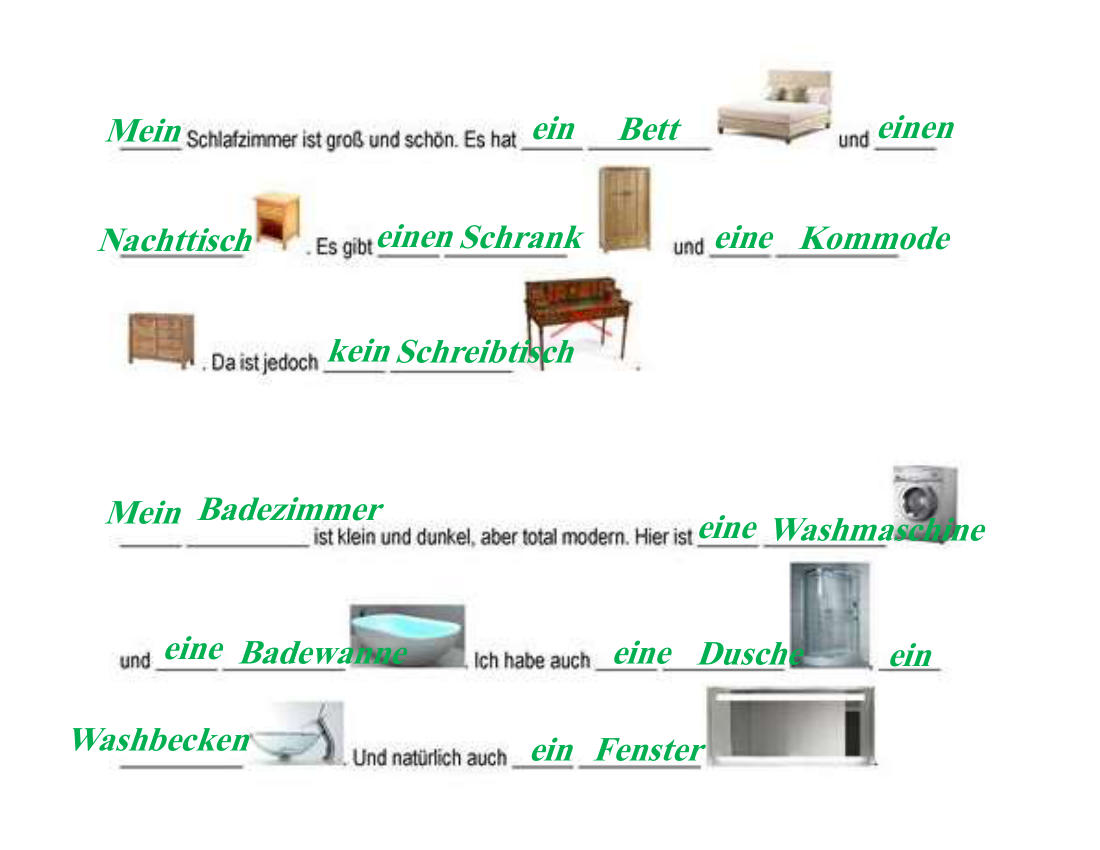 Mein Schlafzimmer ist groß und schön. Es hat ein Bett und einen
Nachttisch . Es gibt einen Schrank und eine Kommode
. Da ist jedoch kein Schreibtisch .
Mein Badezimmer ist klein und dunkel, aber total modern. Hier ist eine Washmaschine
und eine Badewanne . Ich habe auch eine Dusche , ein
Washbecken . Und natürlich auch ein Fenster .